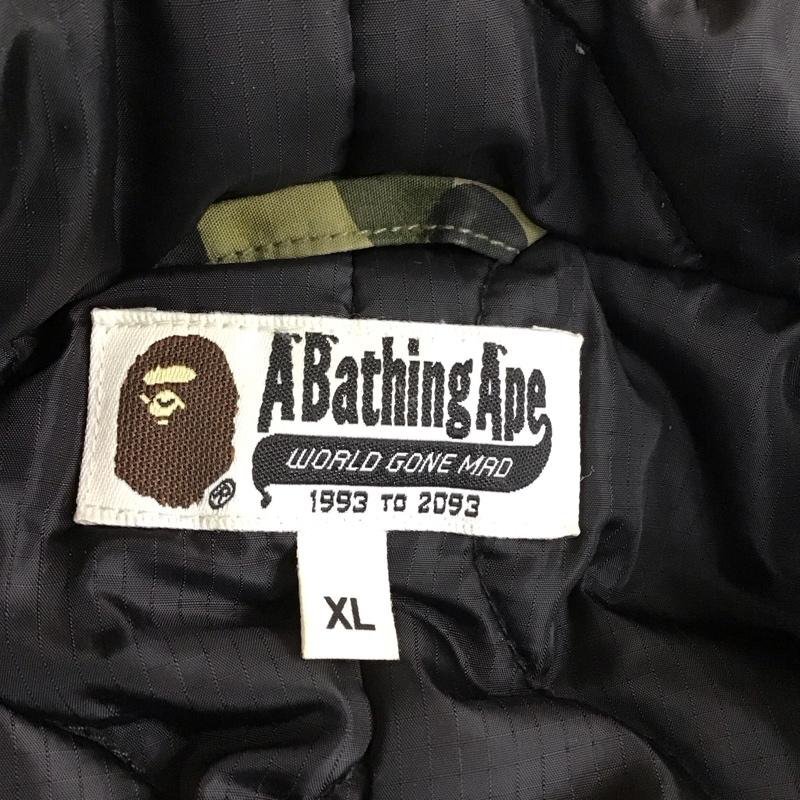 A Bathing Ape
WORLD GONE MAD
®
1993 TO 2093
XL